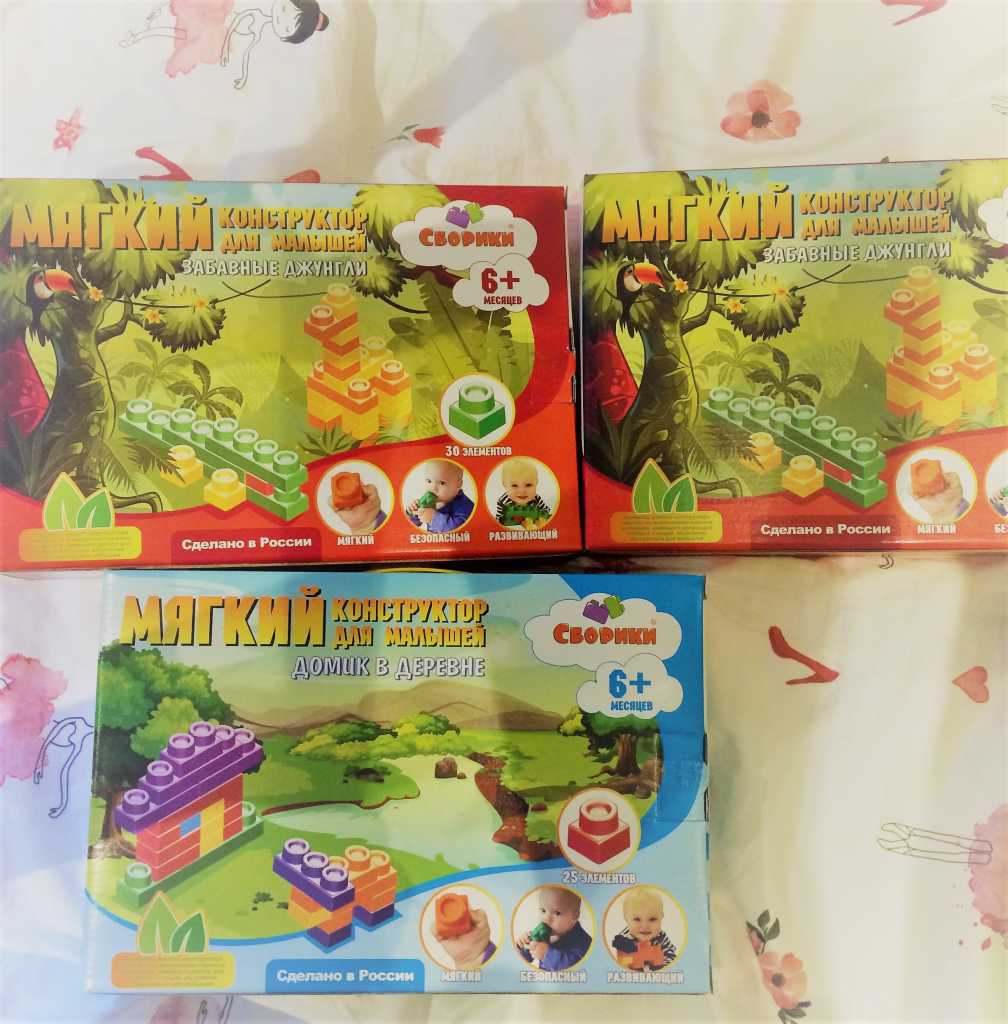 МЯГКИЙ КОНСТРУКТОР
ДЛЯ МАЛЫШЕЙ
ЗАБАВНЫЕ ДЖУНГЛИ
СБОРИКИ
6+
МЕСЯЦЕВ
30 ЭЛЕМЕНТОВ
МЯГКИЙ БЕЗОПАСНЫЙ РАЗВИВАЮЩИЙ
Сделано в России
МЯГКИЙ КОНСТРУКТОР
ДЛЯ МАЛЫШЕЙ
ЗАБАВНЫЕ ДЖУНГЛИ
МЯГКИЙ
Сделано в России
МЯГКИЙ КОНСТРУКТОР
ДЛЯ МАЛЫШЕЙ
ДОМИК В ДЕРЕВНЕ
СБОРИКИ
6+
МЕСЯЦЕВ
25 ЭЛЕМЕНТОВ
МЯГКИЙ БЕЗОПАСНЫЙ РАЗВИВАЮЩИЙ
Сделано в России